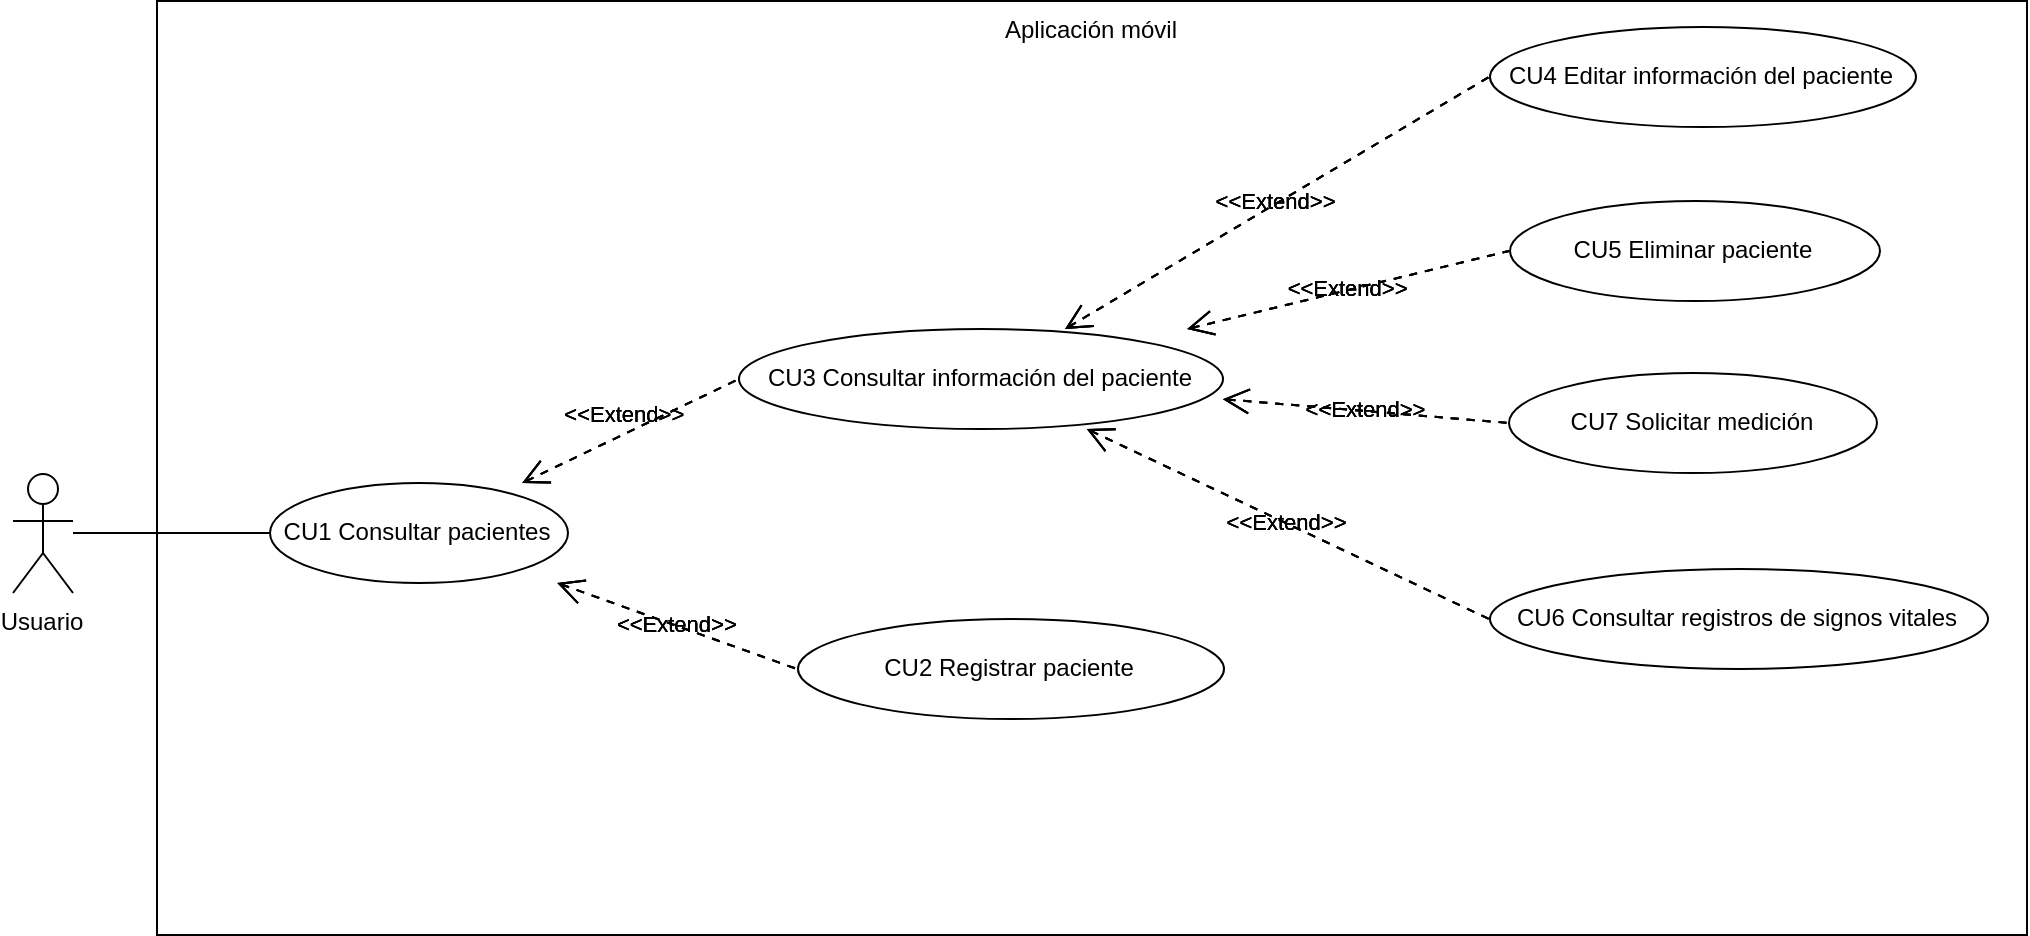 Aplicación móvil
CU4 Editar información del paciente
<<Extend>>
CU5 Eliminar paciente
<<Extend>>
CU3 Consultar información del paciente
<<Extend>>
<<Extend>>
CU7 Solicitar medición
CU1 Consultar pacientes
<<Extend>>
Usuario
<<Extend>>
CU6 Consultar registros de signos vitales
CU2 Registrar paciente